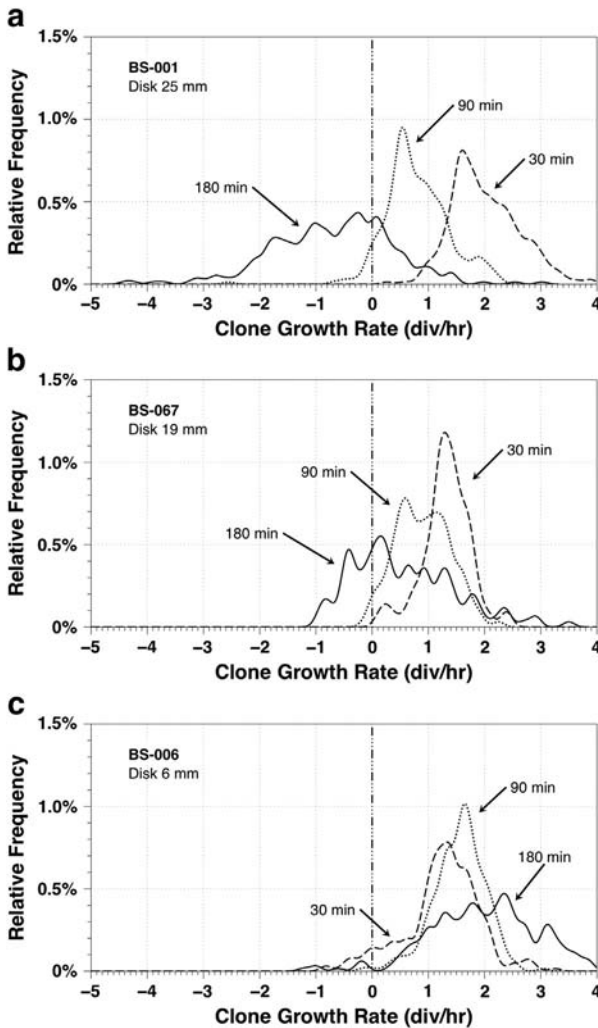 a
1.5%
BS-001
Disk 25 mm
90 min
1.0%
30 min
180 min
0.5%
0%
−5 −4 −3 −2 −1 0 1 2 3 4
Relative Frequency
Clone Growth Rate (div/hr)
b
1.5%
BS-067
Disk 19 mm
30 min
1.0%
90 min
180 min
0.5%
0%
−5 −4 −3 −2 −1 0 1 2 3 4
Relative Frequency
Clone Growth Rate (div/hr)
c
1.5%
BS-006
Disk 6 mm
90 min
1.0%
180 min
0.5%
30 min
0%
−5 −4 −3 −2 −1 0 1 2 3 4
Relative Frequency
Clone Growth Rate (div/hr)